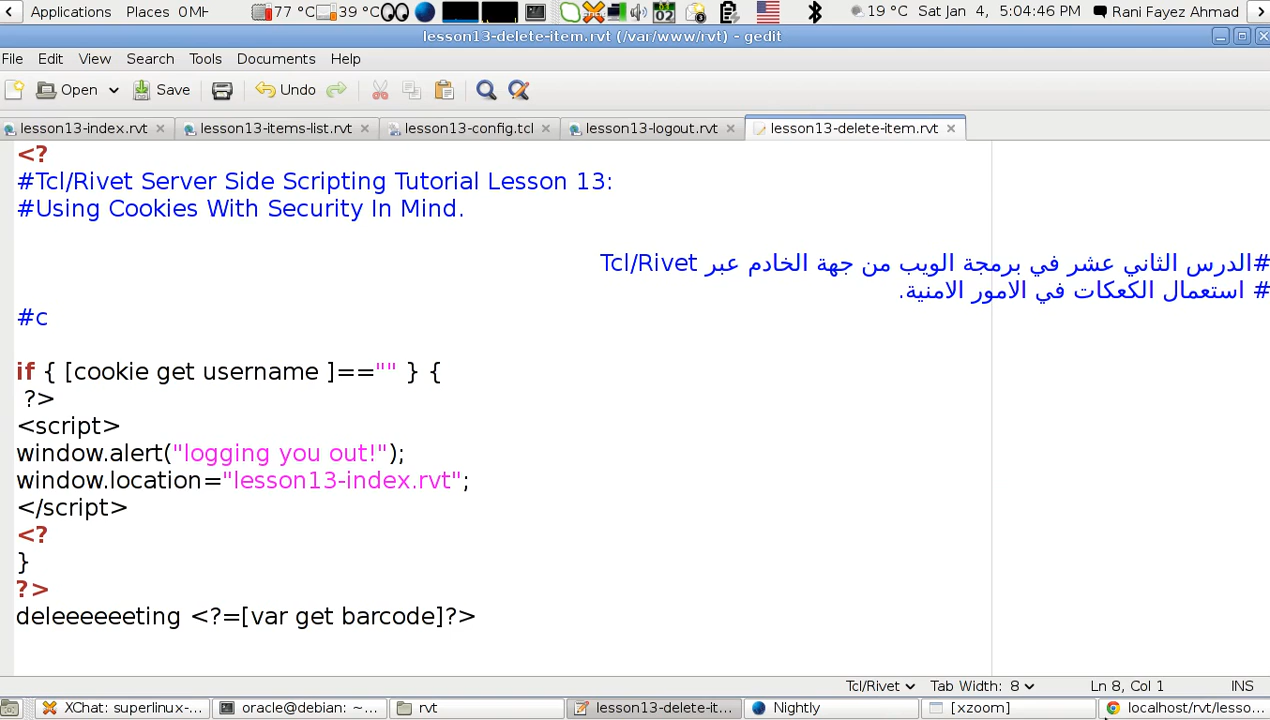 Applications Places 0MH 77 °C 39 °C 19 °C Sat Jan 4, 5:04:46 PM Rani Fayez Ahmad
lesson13-delete-item.rvt (/var/www/rvt) - gedit
File Edit View Search Tools Documents Help
Open Save Undo
lesson13-index.rvt lesson13-items-list.rvt lesson13-config.tcl lesson13-logout.rvt lesson13-delete-item.rvt
<?
#Tcl/Rivet Server Side Scripting Tutorial Lesson 13:
#Using Cookies With Security In Mind.
#الدرس الثاني عشر في برمجة الويب من جهة الخادم عبر Tcl/Rivet
# استعمال الكعكات في الامور الامنية.
#c
if { [cookie get username ]=="" } {
?>
<script>
window.alert("logging you out!");
window.location="lesson13-index.rvt";
</script>
<?
}
?>
deleeeeeeting <?=[var get barcode]?>
Tcl/Rivet Tab Width: 8 Ln 8, Col 1 INS
XChat: superlinux-... oracle@debian: ~... rvt lesson13-delete-it... Nightly [xzoom] localhost/rvt/lesso...